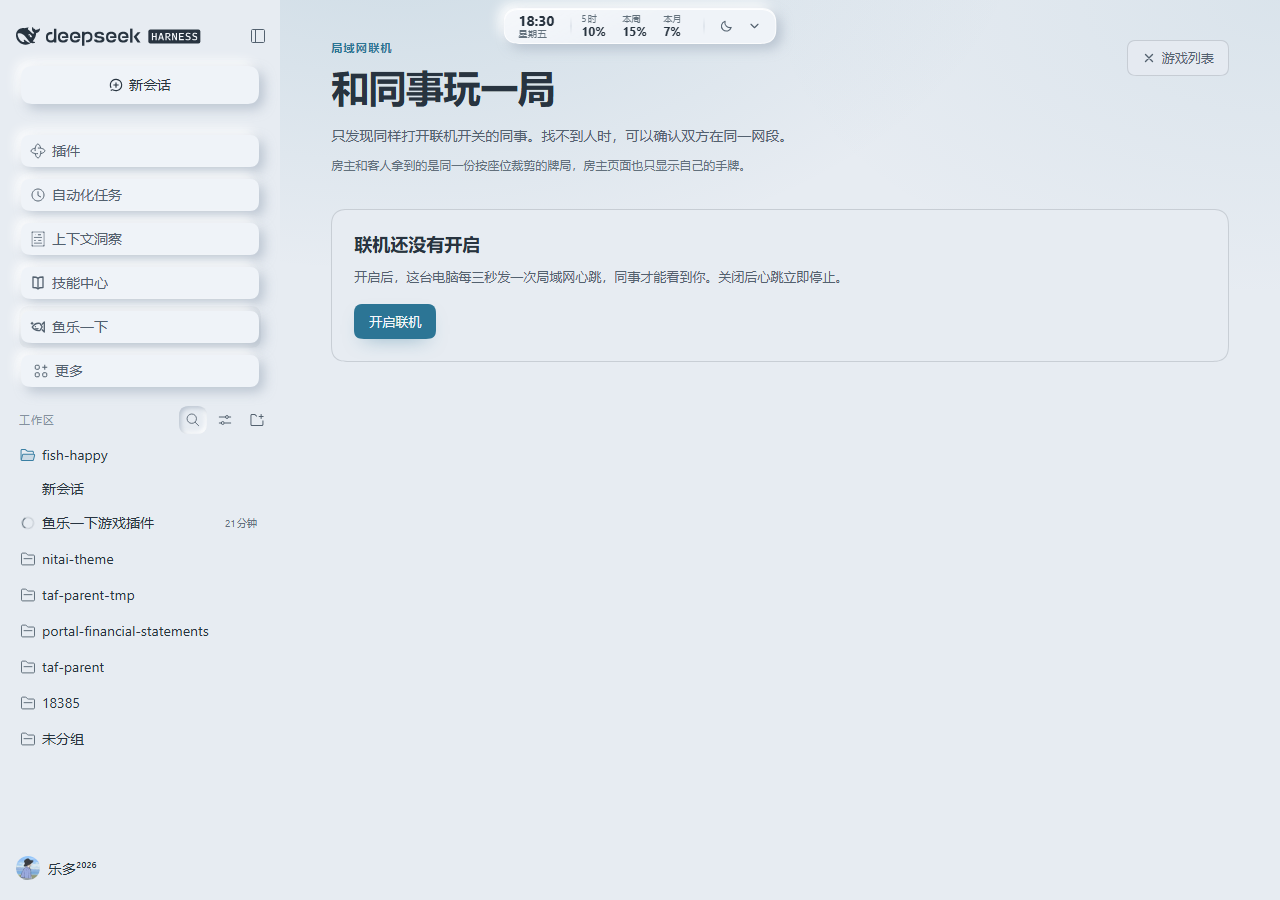 deepseek HARNESS
新会话
插件
自动化任务
上下文洞察
技能中心
鱼乐一下
更多
工作区
fish-happy
新会话
鱼乐一下游戏插件 21分钟
nitai-theme
taf-parent-tmp
portal-financial-statements
taf-parent
18385
未分组
乐多2026
18:30 5时 本周 本月
星期五 10% 15% 7%
局域网联机
和同事玩一局
游戏列表
只发现同样打开联机开关的同事。找不到人时，可以确认双方在同一网段。
房主和客人拿到的是同一份按座位裁剪的牌局，房主页面也只显示自己的手牌。
联机还没有开启
开启后，这台电脑每三秒发一次局域网心跳，同事才能看到你。关闭后心跳立即停止。
开启联机